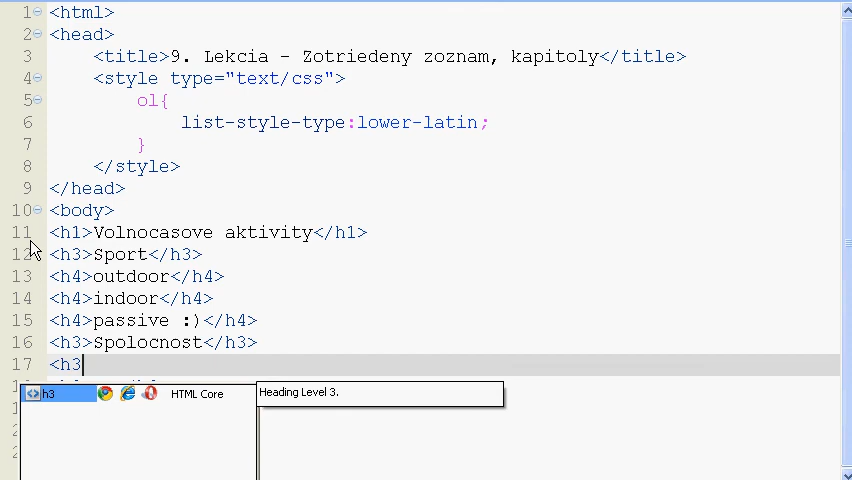 1 <html>
2 <head>
3 <title>9. Lekcia - Zotriedeny zoznam, kapitoly</title>
4 <style type="text/css">
5 ol{
6 list-style-type:lower-latin;
7 }
8 </style>
9 </head>
10 <body>
11 <h1>Volnocasove aktivity</h1>
12 <h3>Sport</h3>
13 <h4>outdoor</h4>
14 <h4>indoor</h4>
15 <h4>passive :)</h4>
16 <h3>Spolocnost</h3>
17 <h3
h3 HTML Core Heading Level 3.